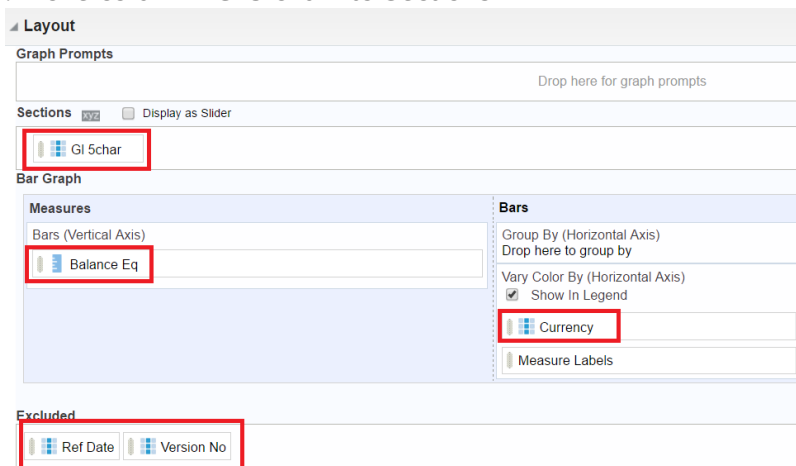 Layout
Graph Prompts
Drop here for graph prompts
Sections xyz Display as Slider
Gl 5char
Bar Graph
Measures
Bars (Vertical Axis)
Balance Eq
Bars
Group By (Horizontal Axis)
Drop here to group by
Vary Color By (Horizontal Axis)
Show In Legend
Currency
Measure Labels
Excluded
Ref Date Version No